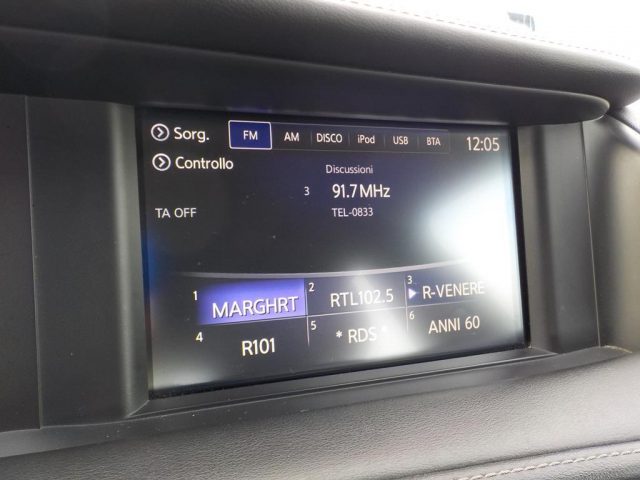 Sorg. FM AM DISCO iPod USB BTA 12:05
Controllo
Discussioni
3 91.7 MHz
TA OFF TEL-0833
1 MARGHRT 2 RTL102.5 3 R-VENERE
4 R101 5 * RDS * 6 ANNI 60